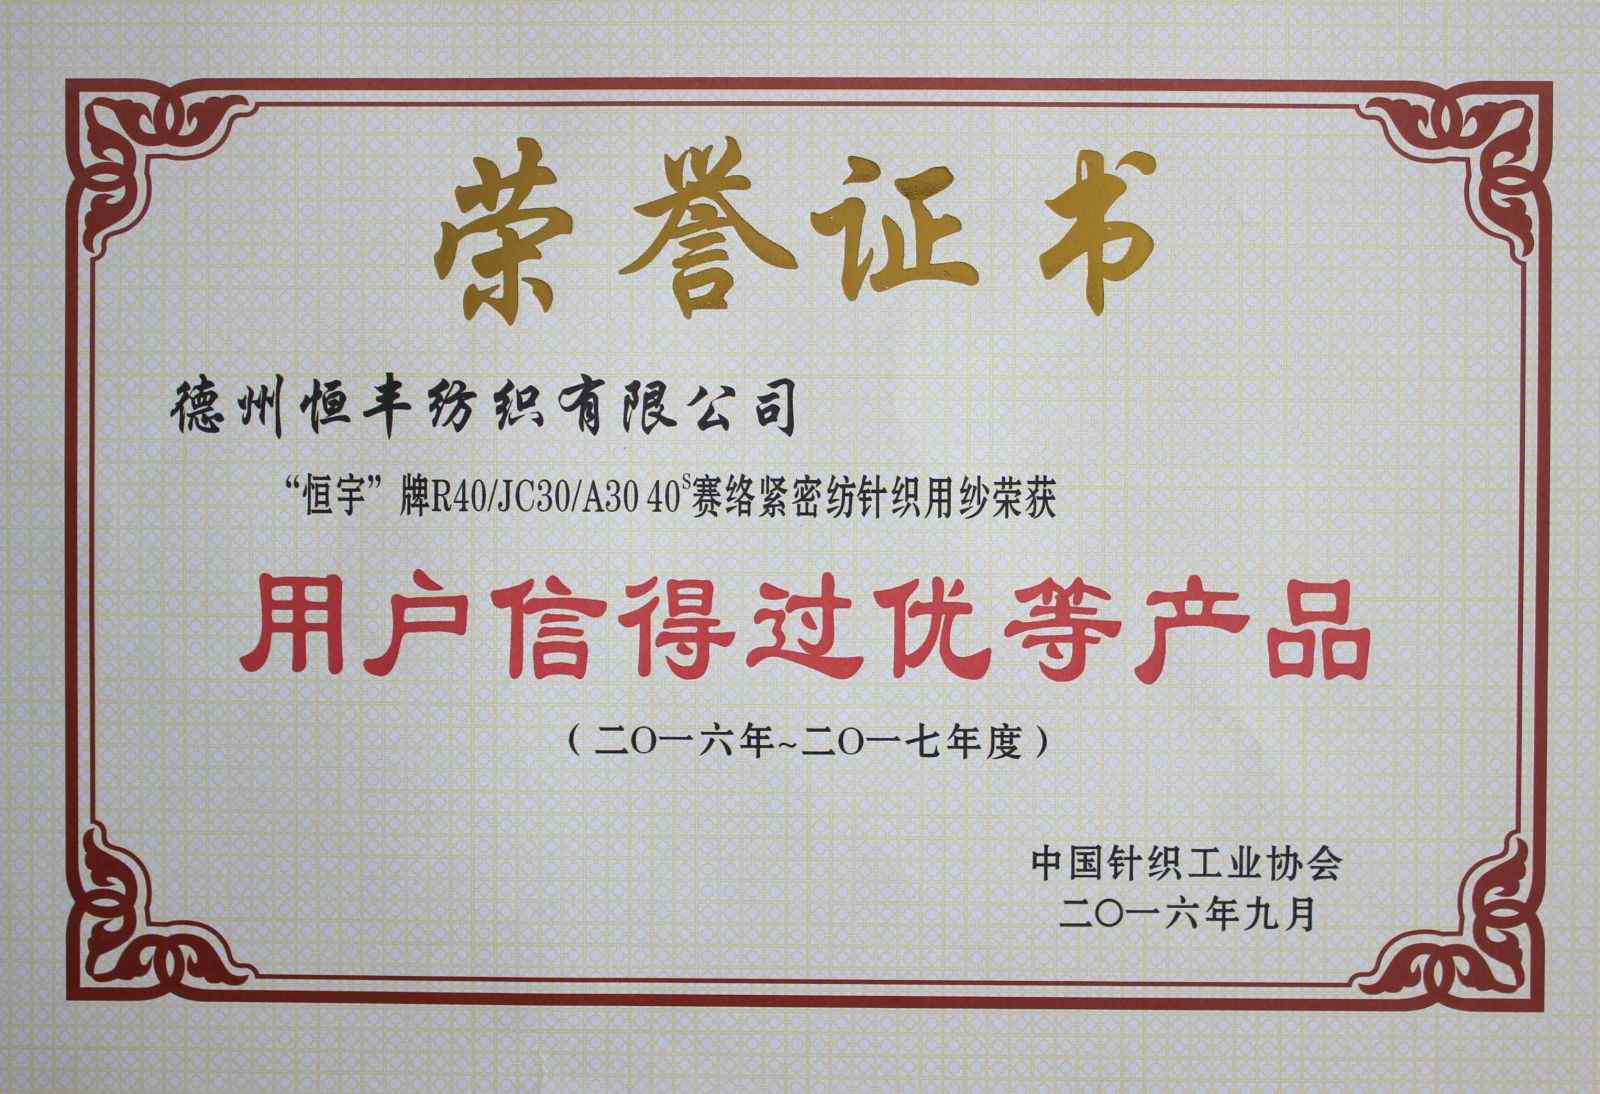 荣誉证书
德州恒丰纺织有限公司
“恒宇”牌R40/JC30/A30 40S赛络紧密纺针织用纱荣获
用户信得过优等产品
（二〇一六年~二〇一七年度）
中国针织工业协会
二〇一六年九月